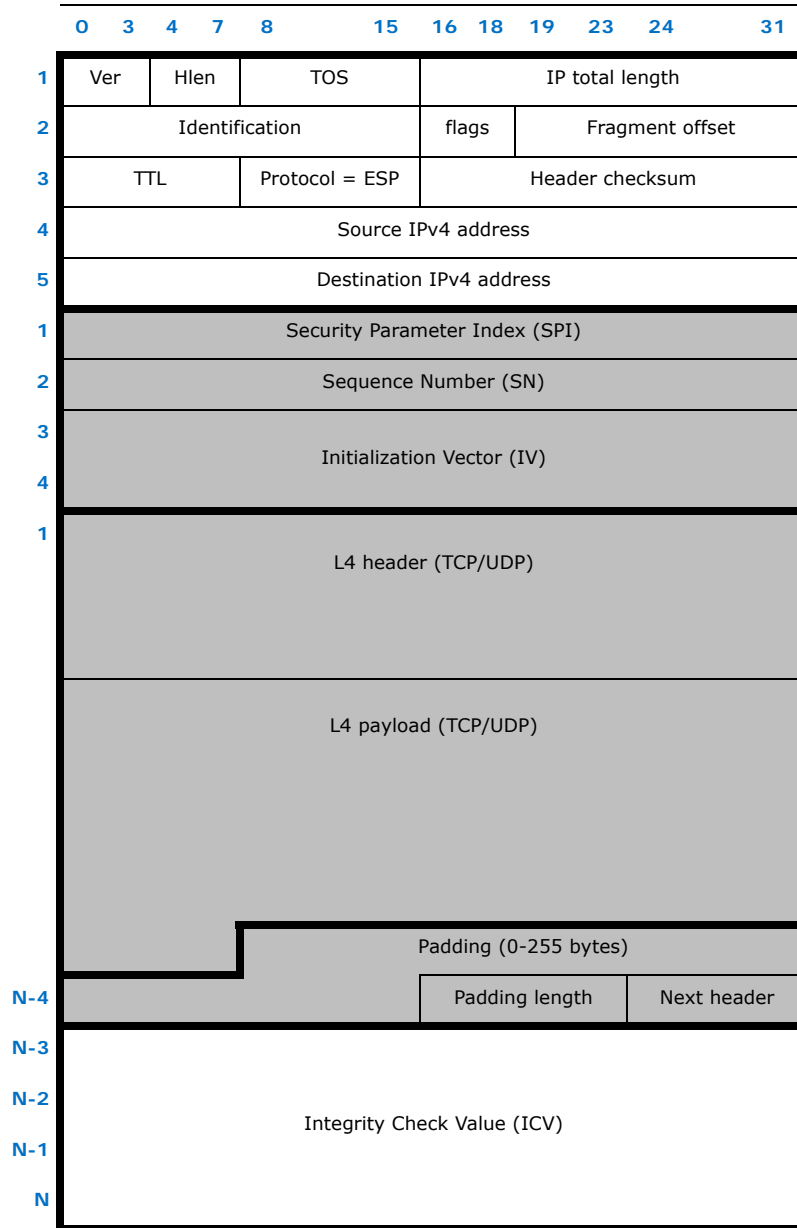 0 3 4 7 8 15 16 18 19 23 24 31
1 Ver Hlen TOS IP total length
2 Identification flags Fragment offset
3 TTL Protocol = ESP Header checksum
4 Source IPv4 address
5 Destination IPv4 address
1 Security Parameter Index (SPI)
2 Sequence Number (SN)
3
Initialization Vector (IV)
4
1
L4 header (TCP/UDP)
L4 payload (TCP/UDP)
Padding (0-255 bytes)
N-4 Padding length Next header
N-3
N-2
Integrity Check Value (ICV)
N-1
N